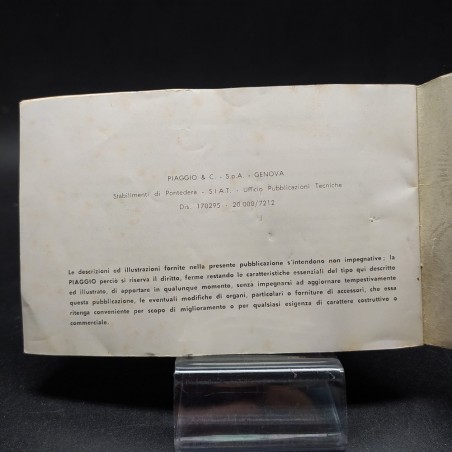 PIAGGIO & C. - S.p.A. - GENOVA
Stabilimenti di Pontedera - S.I.A.T. - Ufficio Pubblicazioni Tecniche
Dis. 170295 - 20.000/7212
Le descrizioni ed illustrazioni fornite nella presente pubblicazione s'intendono non impegnative; la
PIAGGIO perciò si riserva il diritto, ferme restando le caratteristiche essenziali del tipo qui descritto
ed illustrato, di apportare in qualunque momento, senza impegnarsi ad aggiornare tempestivamente
questa pubblicazione, le eventuali modifiche di organi, particolari o forniture di accessori, che essa
ritenga conveniente per scopo di miglioramento o per qualsiasi esigenza di carattere costruttivo o
commerciale.